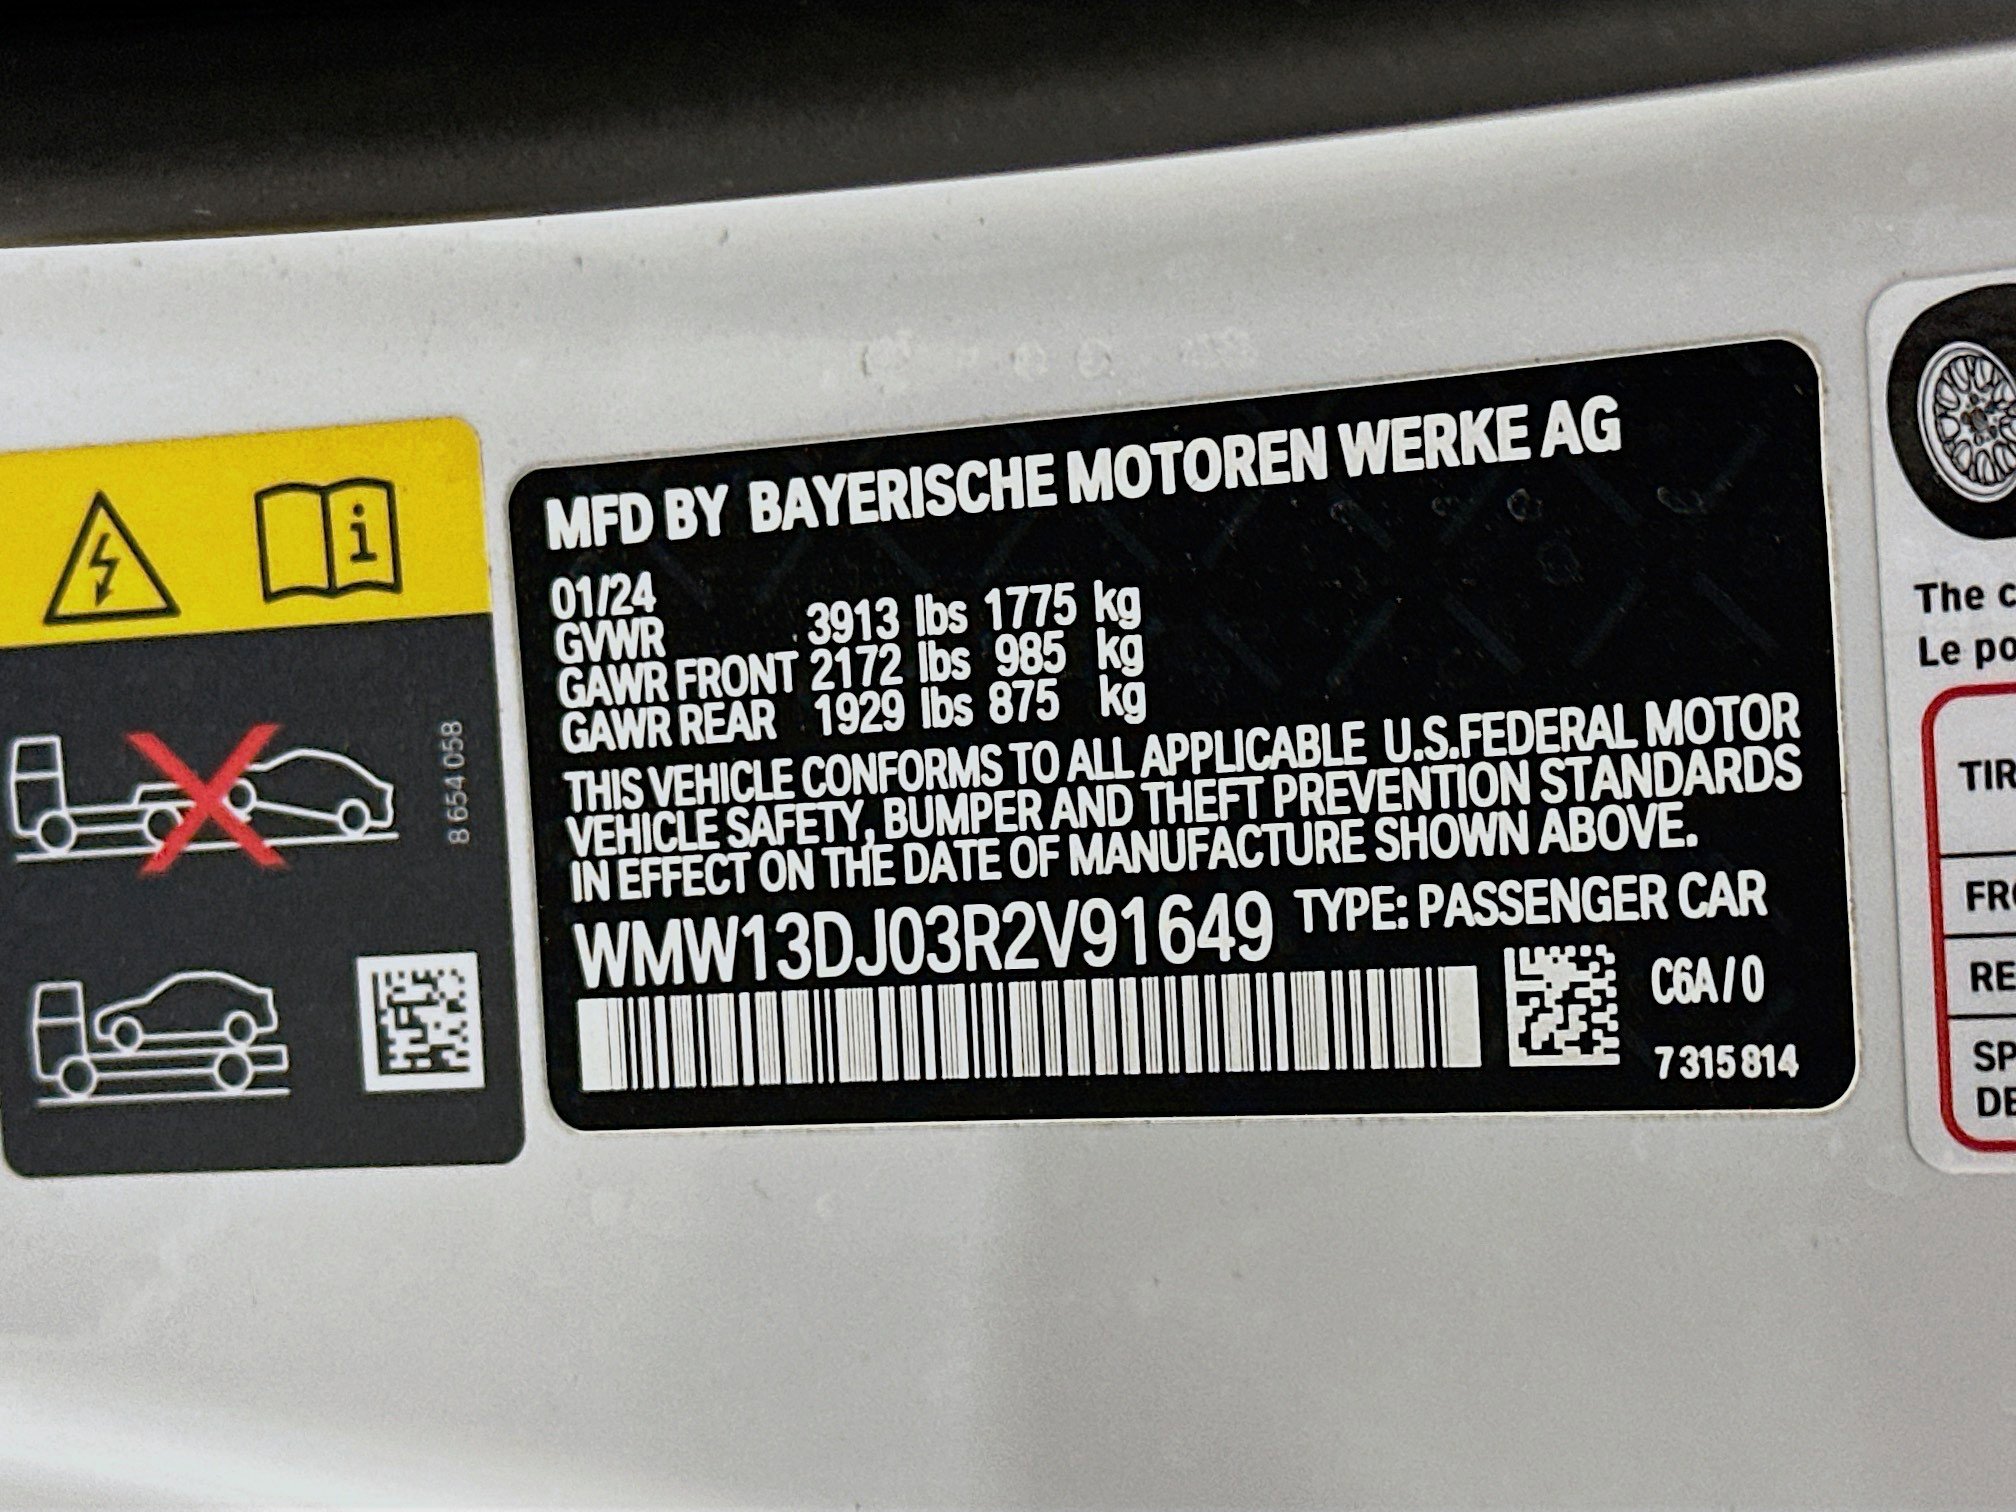 MFD BY BAYERISCHE MOTOREN WERKE AG
01/24
GVWR 3913 lbs 1775 kg
GAWR FRONT 2172 lbs 985 kg
GAWR REAR 1929 lbs 875 kg
THIS VEHICLE CONFORMS TO ALL APPLICABLE U.S.FEDERAL MOTOR
VEHICLE SAFETY, BUMPER AND THEFT PREVENTION STANDARDS
IN EFFECT ON THE DATE OF MANUFACTURE SHOWN ABOVE.
WMW13DJ03R2V91649 TYPE: PASSENGER CAR
C6A/0
7 315 814
8 654 058
i
The c
Le po
TIR
FR
RE
SP
DE